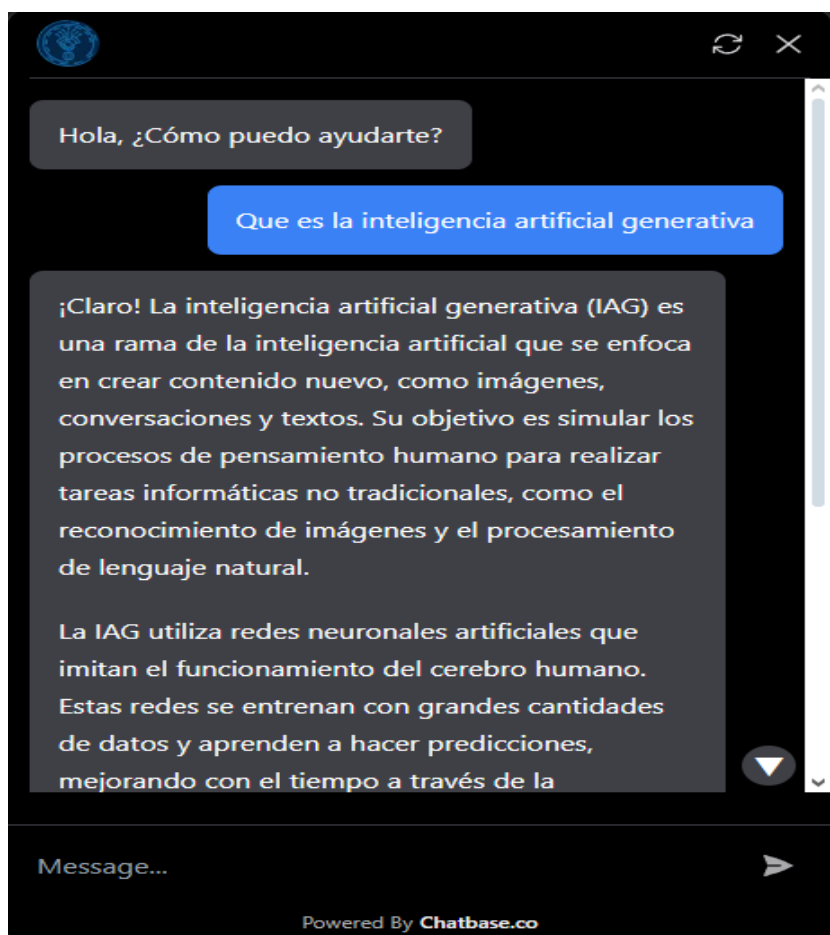 Hola, ¿Cómo puedo ayudarte?
Que es la inteligencia artificial generativa
¡Claro! La inteligencia artificial generativa (IAG) es
una rama de la inteligencia artificial que se enfoca
en crear contenido nuevo, como imágenes,
conversaciones y textos. Su objetivo es simular los
procesos de pensamiento humano para realizar
tareas informáticas no tradicionales, como el
reconocimiento de imágenes y el procesamiento
de lenguaje natural.
La IAG utiliza redes neuronales artificiales que
imitan el funcionamiento del cerebro humano.
Estas redes se entrenan con grandes cantidades
de datos y aprenden a hacer predicciones,
mejorando con el tiempo a través de la
Message...
Powered By Chatbase.co